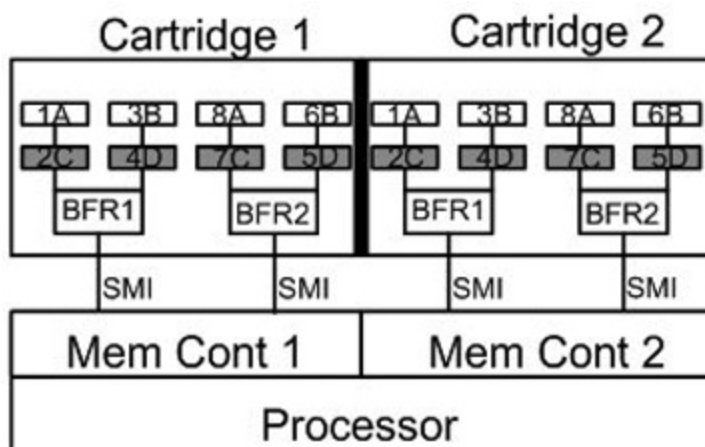 Cartridge 1 Cartridge 2
1A 3B 8A 6B 1A 3B 8A 6B
2C 4D 7C 5D 2C 4D 7C 5D
BFR1 BFR2 BFR1 BFR2
SMI SMI SMI SMI
Mem Cont 1 Mem Cont 2
Processor